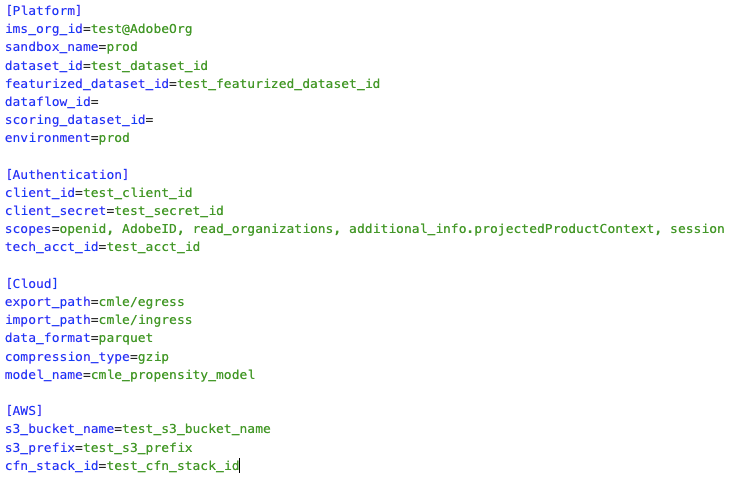 [Platform]
ims_org_id=test@AdobeOrg
sandbox_name=prod
dataset_id=test_dataset_id
featurized_dataset_id=test_featurized_dataset_id
dataflow_id=
scoring_dataset_id=
environment=prod

[Authentication]
client_id=test_client_id
client_secret=test_secret_id
scopes=openid, AdobeID, read_organizations, additional_info.projectedProductContext, session
tech_acct_id=test_acct_id

[Cloud]
export_path=cmle/egress
import_path=cmle/ingress
data_format=parquet
compression_type=gzip
model_name=cmle_propensity_model

[AWS]
s3_bucket_name=test_s3_bucket_name
s3_prefix=test_s3_prefix
cfn_stack_id=test_cfn_stack_id